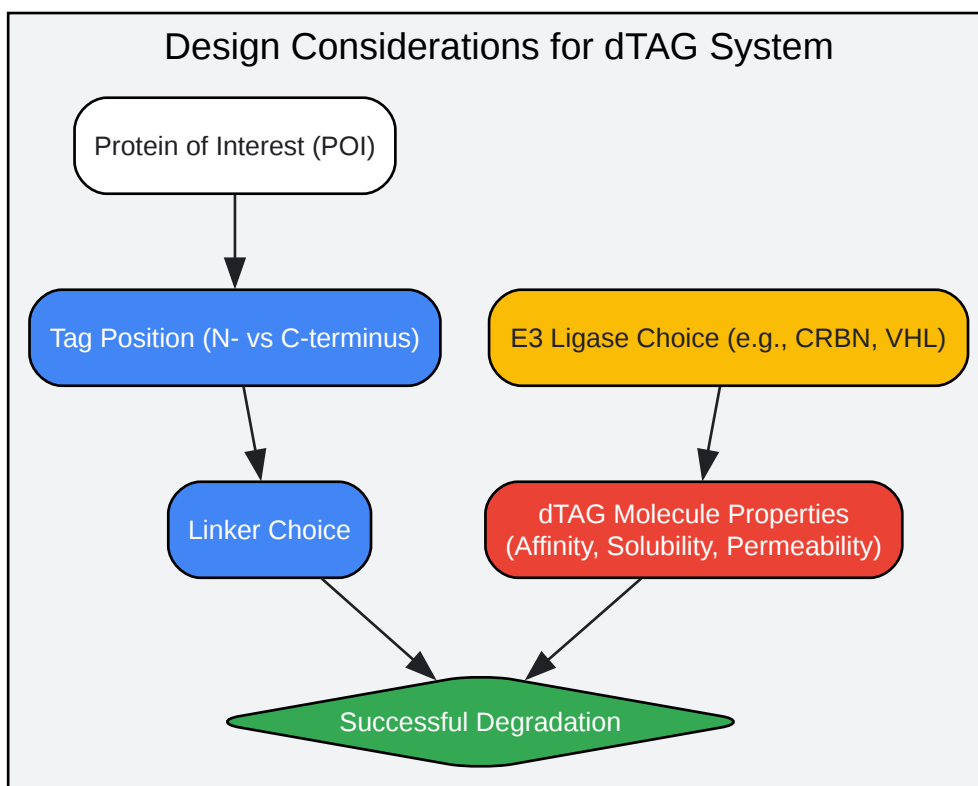 Design Considerations for dTAG System
Protein of Interest (POI)
Tag Position (N- vs C-terminus)
E3 Ligase Choice (e.g., CRBN, VHL)
Linker Choice
dTAG Molecule Properties
(Affinity, Solubility, Permeability)
Successful Degradation